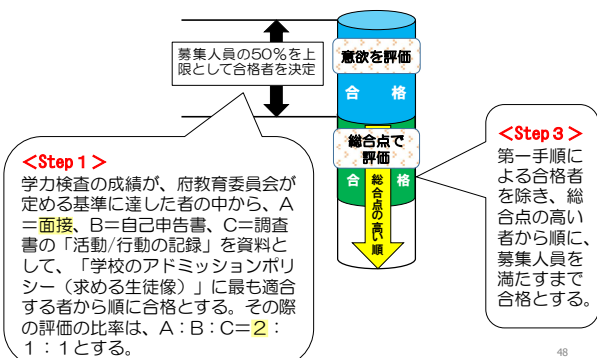 募集人員の50％を上
限として合格者を決定
意欲を評価
合　格
総合点で
評価
合　格
総合点の高い順
＜Step１＞
学力検査の成績が、府教育委員会が
定める基準に達した者の中から、A
＝面接、B＝自己申告書、C＝調査
書の「活動/行動の記録」を資料と
して、「学校のアドミッションポリ
シー（求める生徒像）」に最も適合
する者から順に合格とする。その際
の評価の比率は、A：B：C＝２：
１：１とする。
＜Step３＞
第一手順に
よる合格者
を除き、総
合点の高い
者から順に、
募集人員を
満たすまで
合格とする。
48